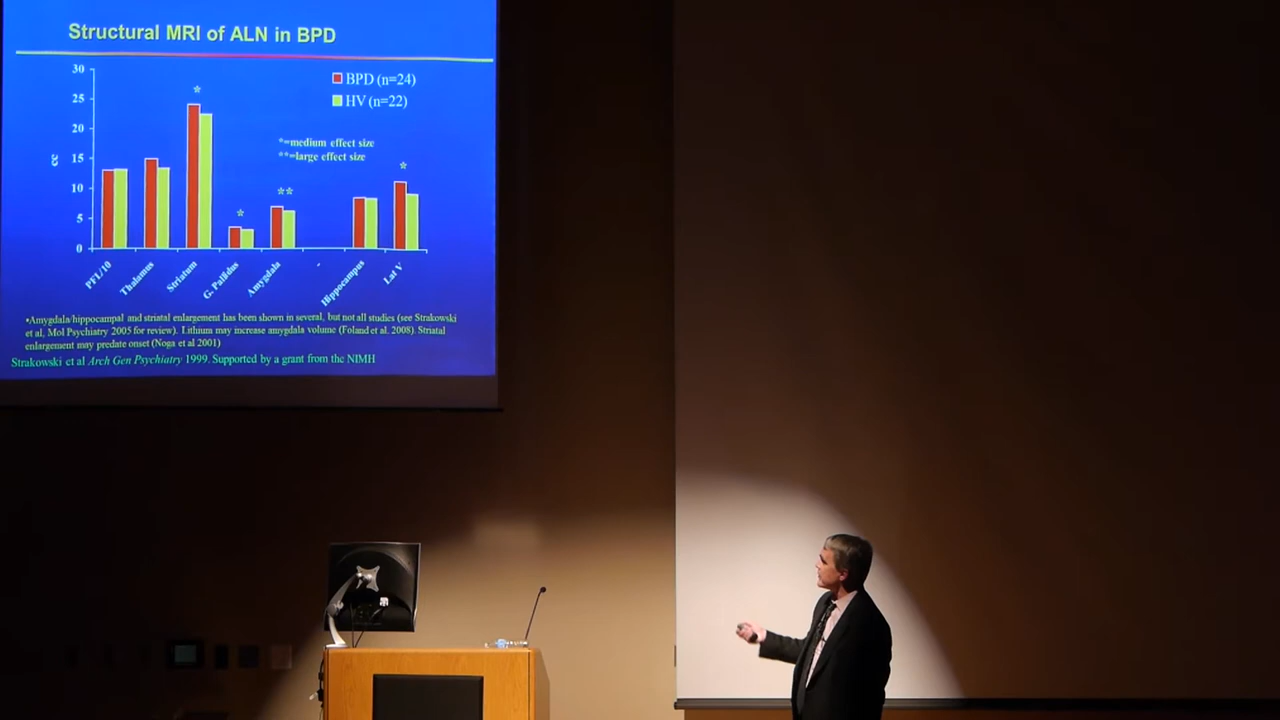 Structural MRI of ALN in BPD
30
25
20
15
10
5
0
cc
BPD (n=24)
HV (n=22)
*=medium effect size
**=large effect size
*
*
**
*
PFL/10
Thalamus
Striatum
G. Pallidus
Amygdala
-
Hippocampus
Lat V
•Amygdala/hippocampal and striatal enlargement has been shown in several, but not all studies (see Strakowski
et al, Mol Psychiatry 2005 for review). Lithium may increase amygdala volume (Foland et al. 2008). Striatal
enlargement may predate onset (Noga et al 2001)
Strakowski et al Arch Gen Psychiatry 1999. Supported by a grant from the NIMH